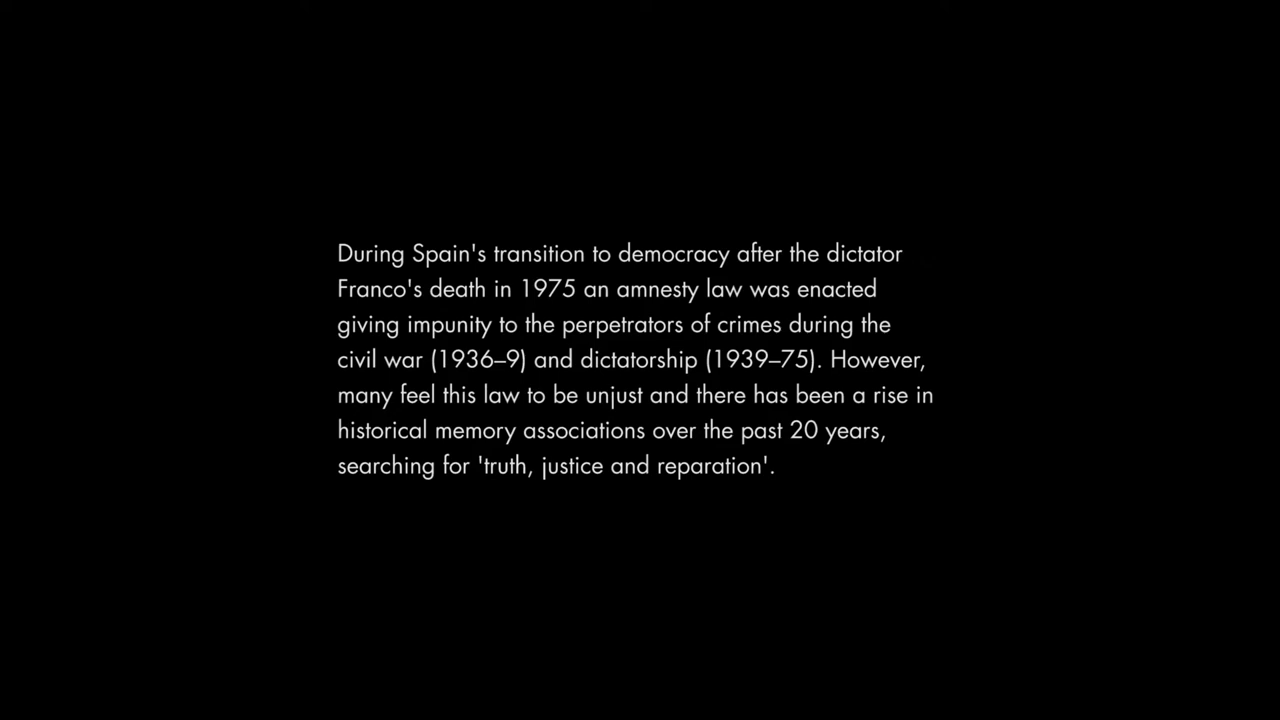 During Spain's transition to democracy after the dictator
Franco's death in 1975 an amnesty law was enacted
giving impunity to the perpetrators of crimes during the
civil war (1936–9) and dictatorship (1939–75). However,
many feel this law to be unjust and there has been a rise in
historical memory associations over the past 20 years,
searching for 'truth, justice and reparation'.